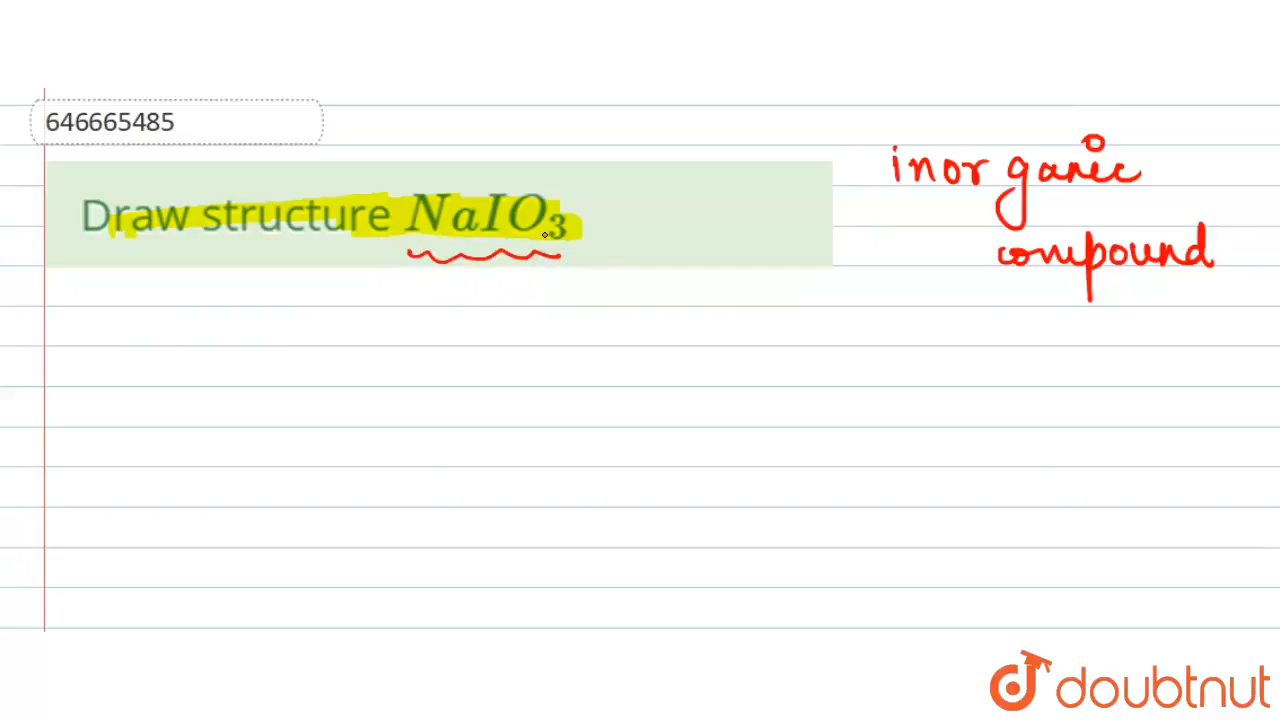 646665485
Draw structure NaIO₃
inorganic
compound
doubtnut